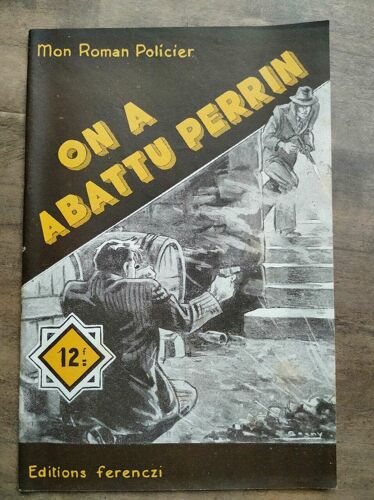 Mon Roman Policier
ON A
ABATTU PERRIN
12f
Editions ferenczi